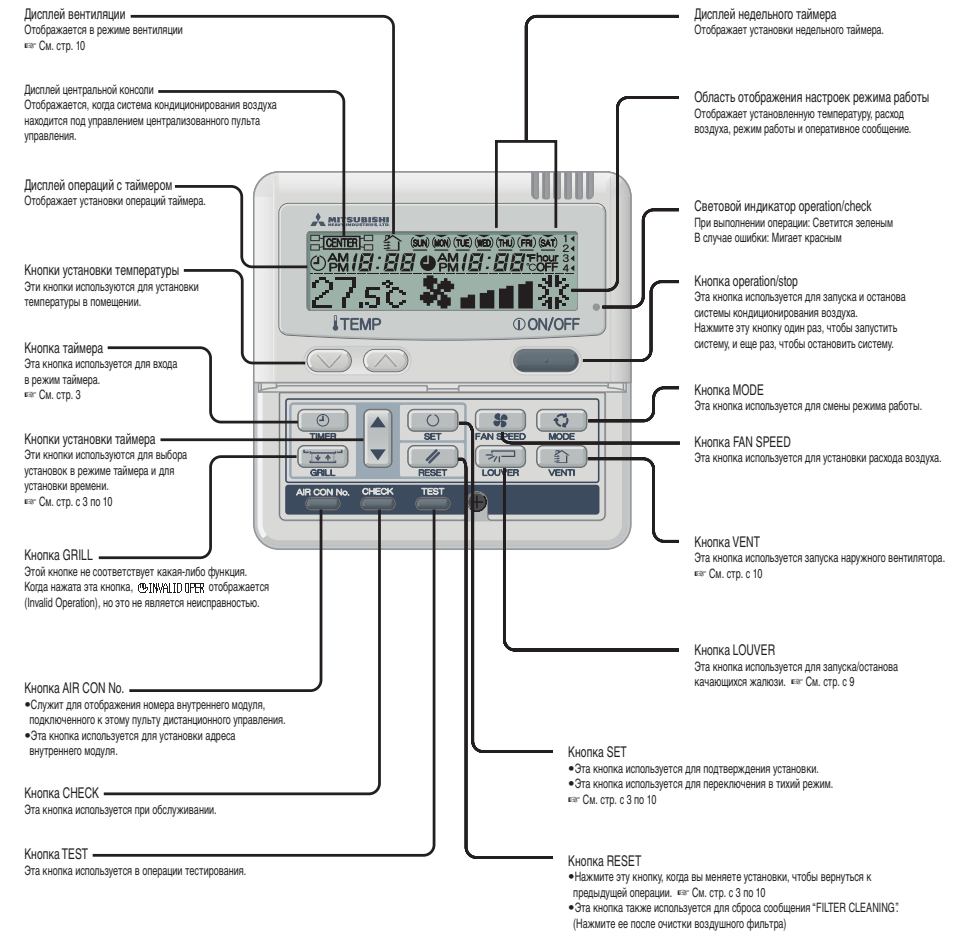 Дисплей вентиляции
Отображается в режиме вентиляции
☞ См. стр. 10
Дисплей центральной консоли
Отображается, когда система кондиционирования воздуха
находится под управлением централизованного пульта
управления.
Дисплей операций с таймером
Отображает установки операций таймера.
Кнопки установки температуры
Эти кнопки используются для установки
температуры в помещении.
Кнопка таймера
Эта кнопка используется для входа
в режим таймера.
☞ См. стр. 3
Кнопки установки таймера
Эти кнопки используются для выбора
установок в режиме таймера и для
установки времени.
☞ См. стр. с 3 по 10
Кнопка GRILL
Этой кнопке не соответствует какая-либо функция.
Когда нажата эта кнопка, INVALID OPER отображается
(Invalid Operation), но это не является неисправностью.
Кнопка AIR CON No.
•Служит для отображения номера внутреннего модуля,
подключенного к этому пульту дистанционного управления.
•Эта кнопка используется для установки адреса
внутреннего модуля.
Кнопка CHECK
Эта кнопка используется при обслуживании.
Кнопка TEST
Эта кнопка используется в операции тестирования.
MITSUBISHI
HEAVY INDUSTRIES, LTD.
CENTER SUN MON TUE WED THU FRI SAT 1
2
AM 18:88 AM 18:88 °F hour 3
PM PM °C OFF 4
27.5°C
TEMP ON/OFF
TIMER SET FAN SPEED MODE
GRILL RESET LOUVER VENTI
AIR CON No. CHECK TEST
Дисплей недельного таймера
Отображает установки недельного таймера.
Область отображения настроек режима работы
Отображает установленную температуру, расход
воздуха, режим работы и оперативное сообщение.
Световой индикатор operation/check
При выполнении операции: Светится зеленым
В случае ошибки: Мигает красным
Кнопка operation/stop
Эта кнопка используется для запуска и останова
системы кондиционирования воздуха.
Нажмите эту кнопку один раз, чтобы запустить
систему, и еще раз, чтобы остановить систему.
Кнопка MODE
Эта кнопка используется для смены режима работы.
Кнопка FAN SPEED
Эта кнопка используется для установки расхода воздуха.
Кнопка VENT
Эта кнопка используется запуска наружного вентилятора.
☞ См. стр. с 10
Кнопка LOUVER
Эта кнопка используется для запуска/останова
качающихся жалюзи. ☞ См. стр. с 9
Кнопка SET
•Эта кнопка используется для подтверждения установки.
•Эта кнопка используется для переключения в тихий режим.
☞ См. стр. с 3 по 10
Кнопка RESET
•Нажмите эту кнопку, когда вы меняете установки, чтобы вернуться к
предыдущей операции. ☞ См. стр. с 3 по 10
•Эта кнопка также используется для сброса сообщения “FILTER CLEANING”.
(Нажмите ее после очистки воздушного фильтра)